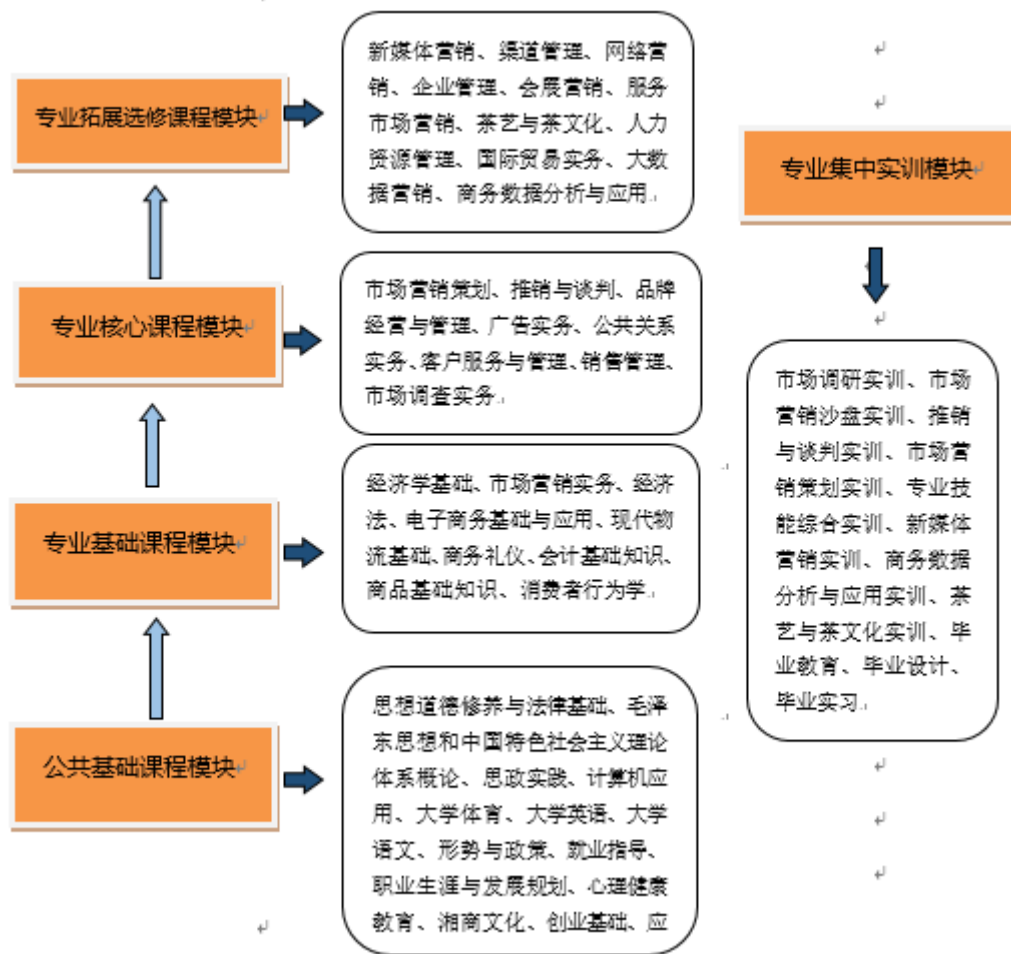 专业拓展选修课程模块
新媒体营销、渠道管理、网络营
销、企业管理、会展营销、服务
市场营销、茶艺与茶文化、人力
资源管理、国际贸易实务、大数
据营销、商务数据分析与应用。
专业核心课程模块
市场营销策划、推销与谈判、品牌
经营与管理、广告实务、公共关系
实务、客户服务与管理、销售管理、
市场调查实务。
专业基础课程模块
经济学基础、市场营销实务、经济
法、电子商务基础与应用、现代物
流基础、商务礼仪、会计基础知识、
商品基础知识、消费者行为学。
公共基础课程模块
思想道德修养与法律基础、毛泽
东思想和中国特色社会主义理论
体系概论、思政实践、计算机应
用、大学体育、大学英语、大学
语文、形势与政策、就业指导、
职业生涯与发展规划、心理健康
教育、湘商文化、创业基础、应
专业集中实训模块
市场调研实训、市场
营销沙盘实训、推销
与谈判实训、市场营
销策划实训、专业技
能综合实训、新媒体
营销实训、商务数据
分析与应用实训、茶
艺与茶文化实训、毕
业教育、毕业设计、
毕业实习。